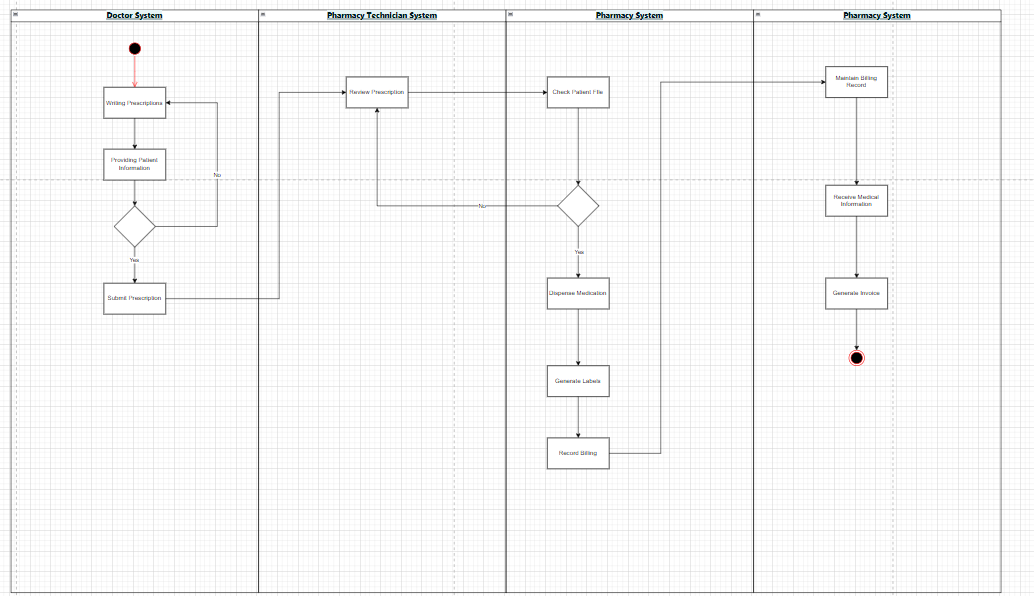 Doctor System
Pharmacy Technician System
Pharmacy System
Pharmacy System
Writing Prescriptions
Providing Patient
Information
No
Yes
Submit Prescription
Review Prescription
No
Check Patient File
Yes
Dispense Medication
Generate Labels
Record Billing
Maintain Billing
Record
Receive Medical
Information
Generate Invoice